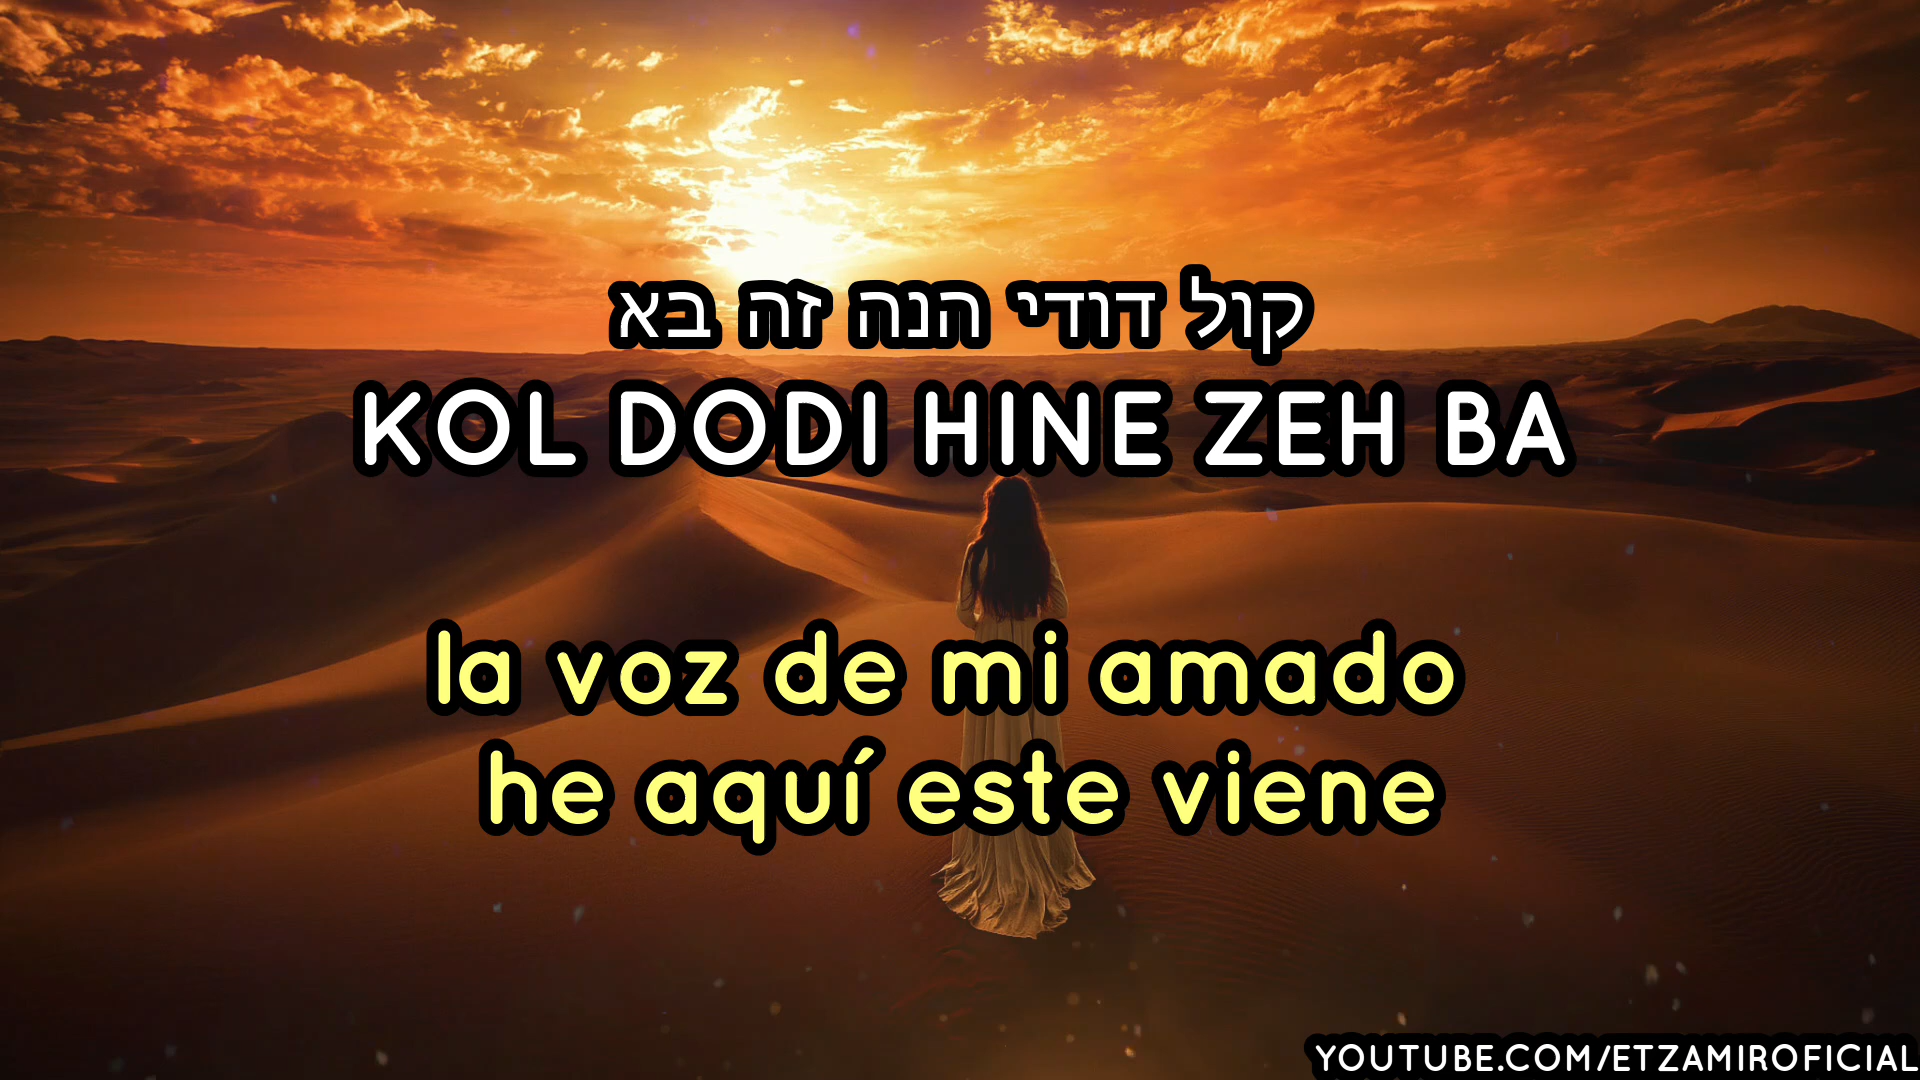 קול דודי הנה זה בא
KOL DODI HINE ZEH BA
la voz de mi amado
he aquí este viene
YOUTUBE.COM/ETZAMIROFICIAL